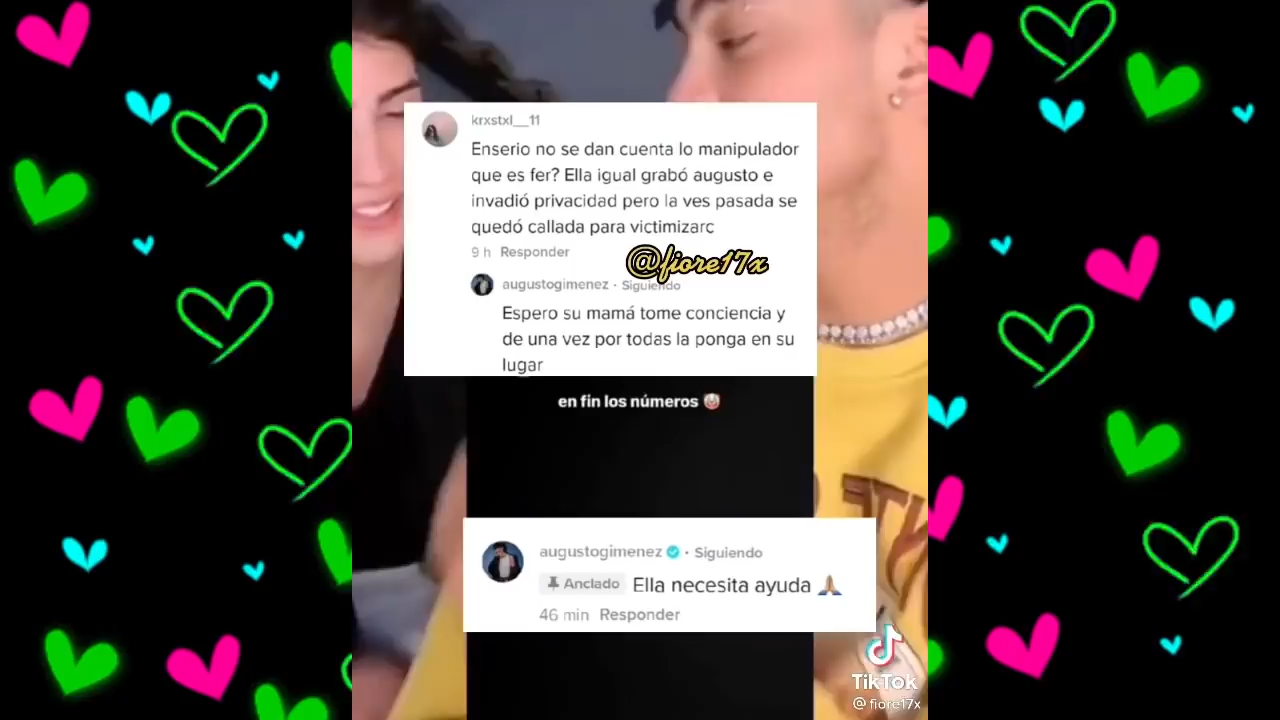 krxstxl__11
Enserio no se dan cuenta lo manipulador
que es fer? Ella igual grabó augusto e
invadió privacidad pero la ves pasada se
quedó callada para victimizarc
9 h Responder
@fiore17x
augustogimenez · Siguiendo
Espero su mamá tome conciencia y
de una vez por todas la ponga en su
lugar
en fin los números 🤡
augustogimenez · Siguiendo
Anclado Ella necesita ayuda 🙏🏽
46 min Responder
TikTok
@fiore17x